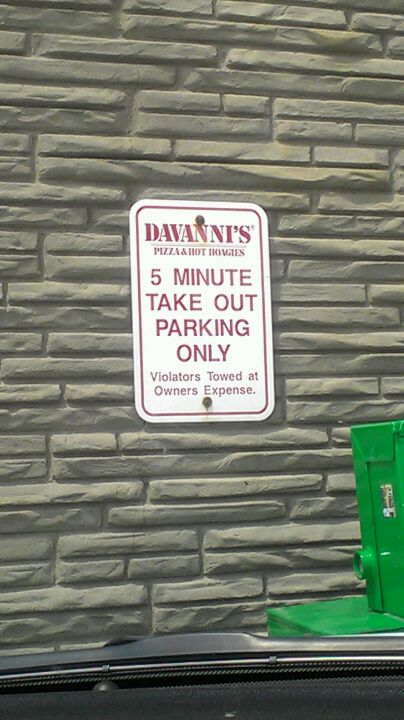 DAVANNI'S®
PIZZA & HOT HOAGIES
5 MINUTE
TAKE OUT
PARKING
ONLY
Violators Towed at
Owners Expense.